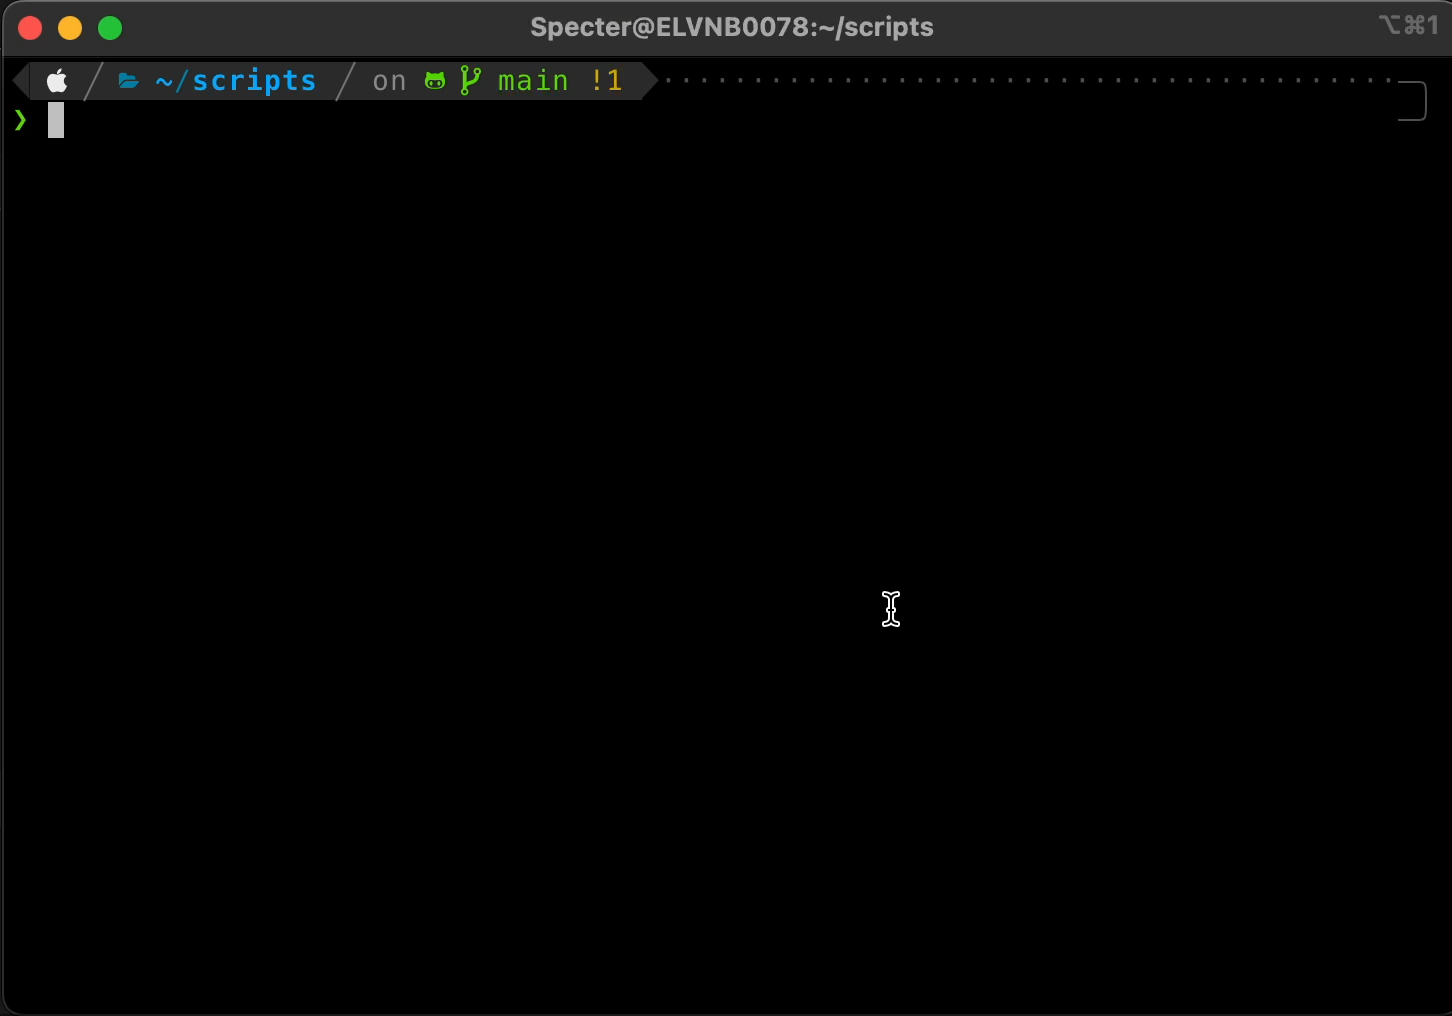 Specter@ELVNB0078:~/scripts ⌥⌘1
~/scripts on main !1
❯